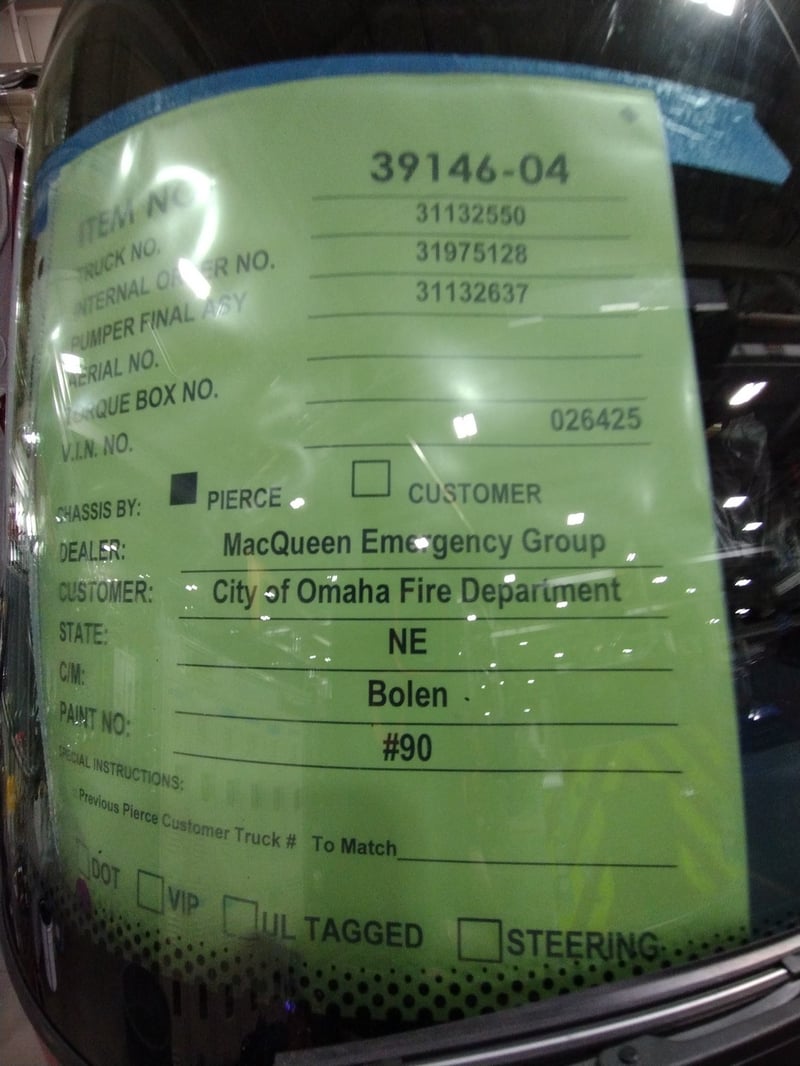 ITEM NO. 39146-04
TRUCK NO. 31132550
INTERNAL ORDER NO. 31975128
PUMPER FINAL ASY 31132637
AERIAL NO.
TORQUE BOX NO.
V.I.N. NO. 026425
CHASSIS BY: PIERCE CUSTOMER
DEALER: MacQueen Emergency Group
CUSTOMER: City of Omaha Fire Department
STATE: NE
C/M: Bolen
PAINT NO: #90
SPECIAL INSTRUCTIONS:
Previous Pierce Customer Truck # To Match
DOT VIP UL TAGGED STEERING